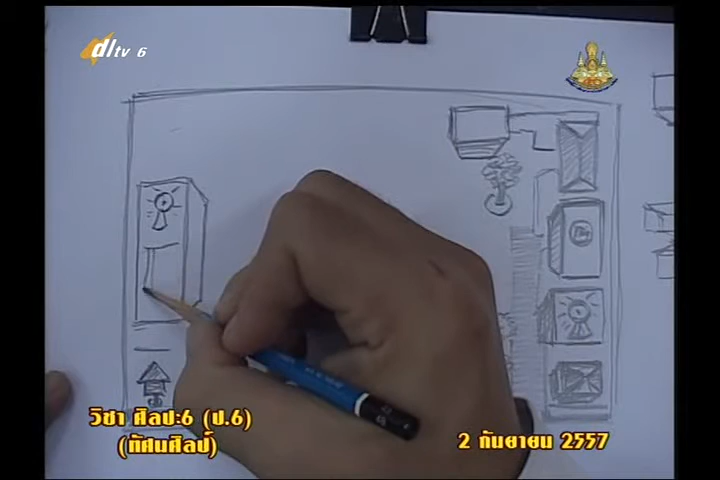 dltv 6
วิชา ศิลปะ6 (ป.6)
(ทัศนศิลป์)
2 กันยายน 2557